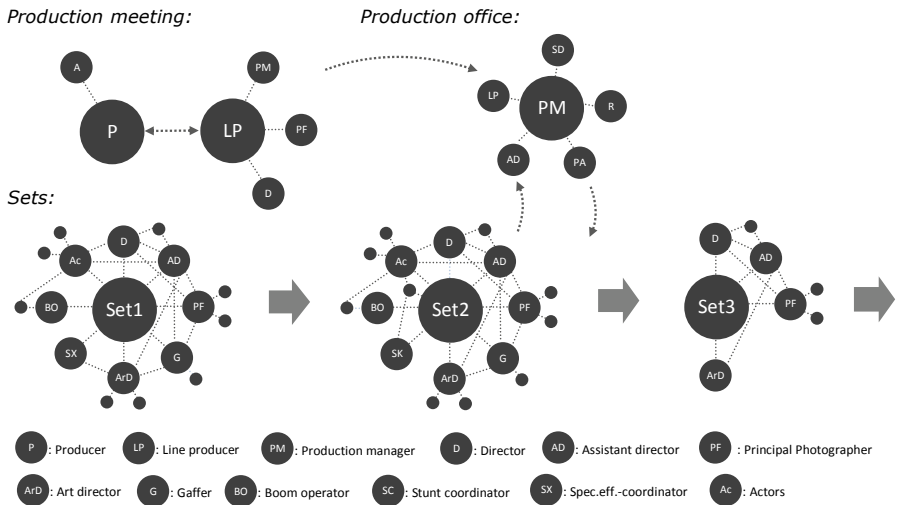 Production meeting:
Production office:
A
PM
P
LP
PF
D
SD
LP
PM
R
AD
PA
Sets:
D
Ac
AD
BO
Set1
PF
SX
G
ArD
D
Ac
AD
BO
Set2
PF
SK
G
ArD
D
AD
Set3
PF
ArD
P : Producer LP : Line producer PM : Production manager D : Director AD : Assistant director PF : Principal Photographer
ArD : Art director G : Gaffer BO : Boom operator SC : Stunt coordinator SX : Spec.eff.-coordinator Ac : Actors